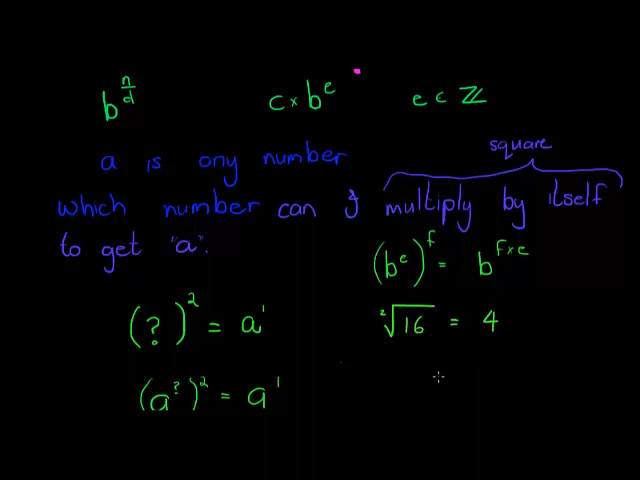 b^(n/d)    c × b^e    e ∈ ℤ
square
a is any number
which number can I multiply by itself
to get "a".
(b^e)^f = b^(f×e)
(?)² = a¹    ²√16 = 4
(a^?)² = a¹